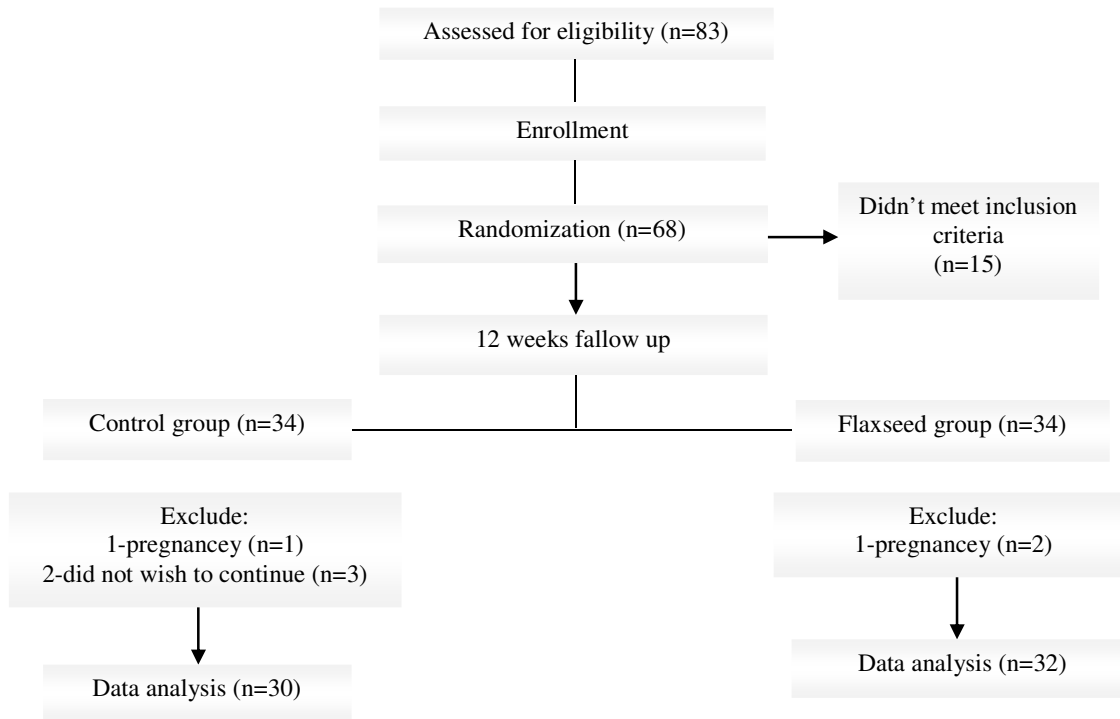 Assessed for eligibility (n=83)
Enrollment
Randomization (n=68)
Didn’t meet inclusion
criteria
(n=15)
12 weeks fallow up
Control group (n=34)
Flaxseed group (n=34)
Exclude:
1-pregnancey (n=1)
2-did not wish to continue (n=3)
Exclude:
1-pregnancey (n=2)
Data analysis (n=30)
Data analysis (n=32)